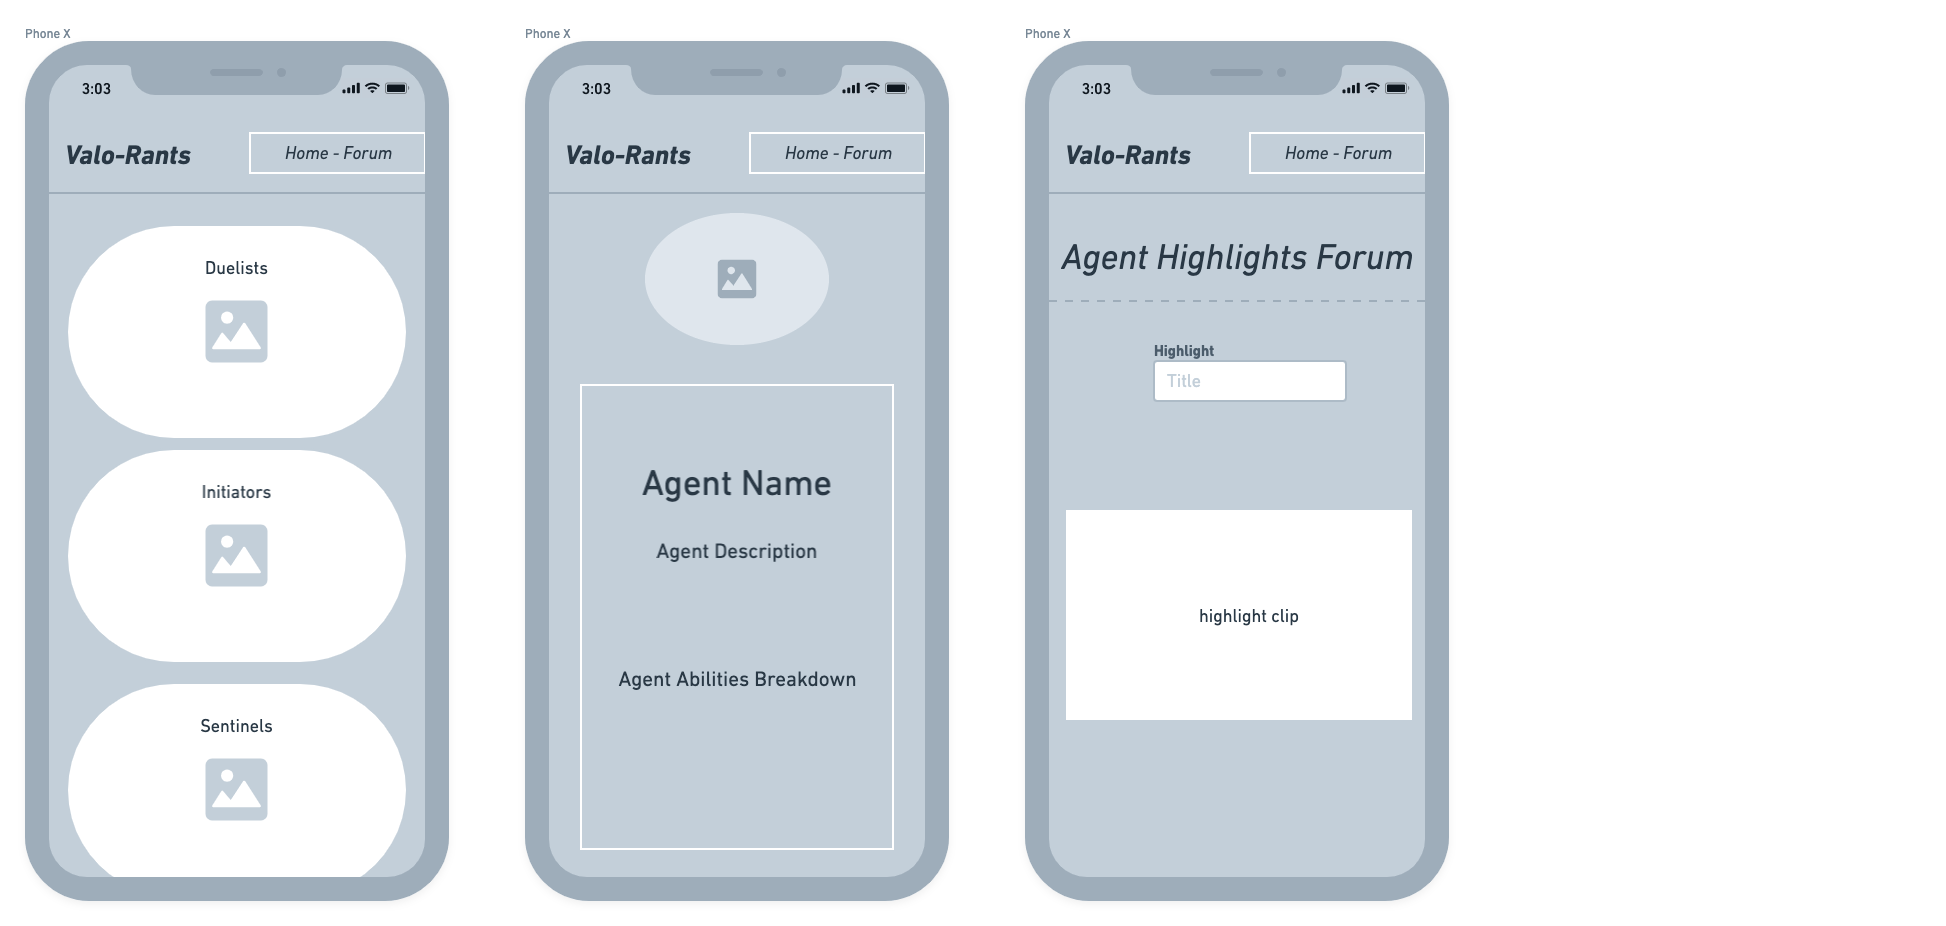 Phone X
3:03
Valo-Rants
Home - Forum
Duelists
Initiators
Sentinels
Phone X
3:03
Valo-Rants
Home - Forum
Agent Name
Agent Description
Agent Abilities Breakdown
Phone X
3:03
Valo-Rants
Home - Forum
Agent Highlights Forum
Highlight
Title
highlight clip